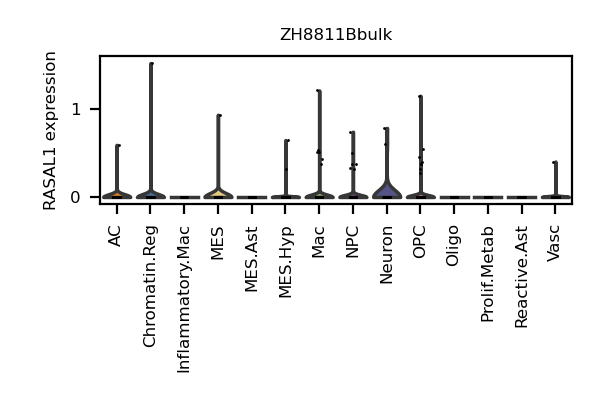 ZH8811Bbulk
RASAL1 expression
1
0
AC
Chromatin.Reg
Inflammatory.Mac
MES
MES.Ast
MES.Hyp
Mac
NPC
Neuron
OPC
Oligo
Prolif.Metab
Reactive.Ast
Vasc